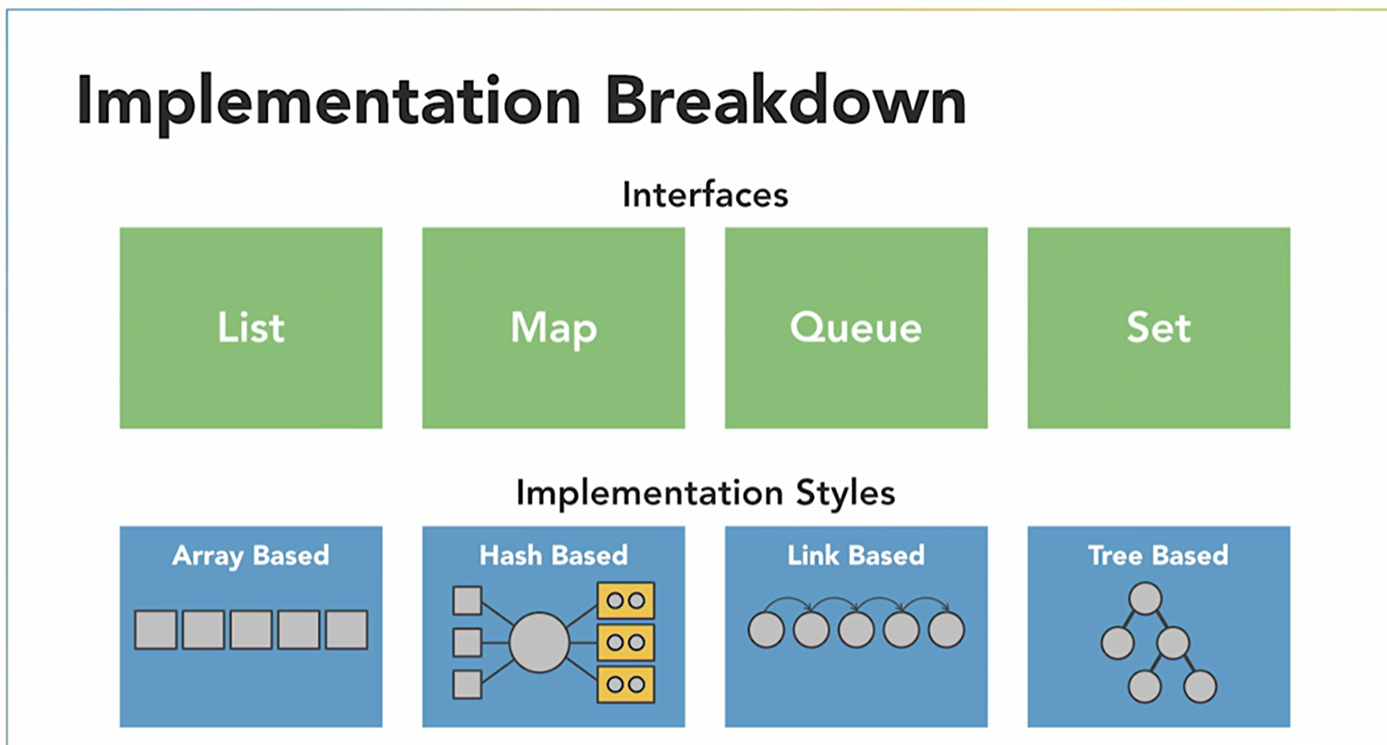 Implementation Breakdown
Interfaces
List
Map
Queue
Set
Implementation Styles
Array Based
Hash Based
Link Based
Tree Based